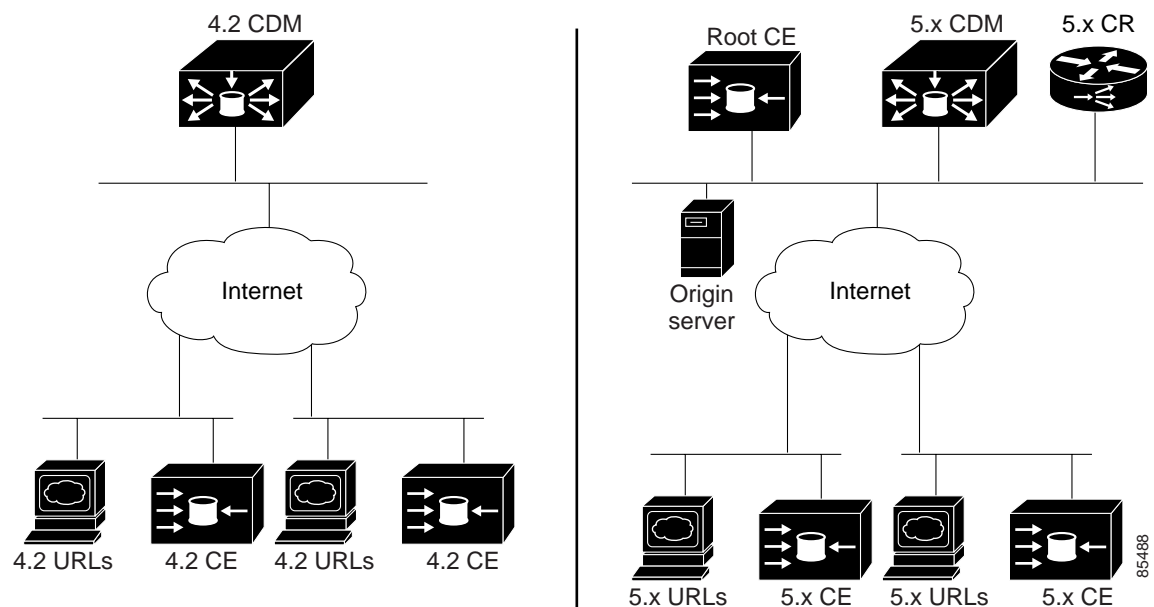 4.2 CDM
Internet
4.2 URLs
4.2 CE
4.2 URLs
4.2 CE
Root CE
5.x CDM
5.x CR
Origin
server
Internet
5.x URLs
5.x CE
5.x URLs
5.x CE
85488